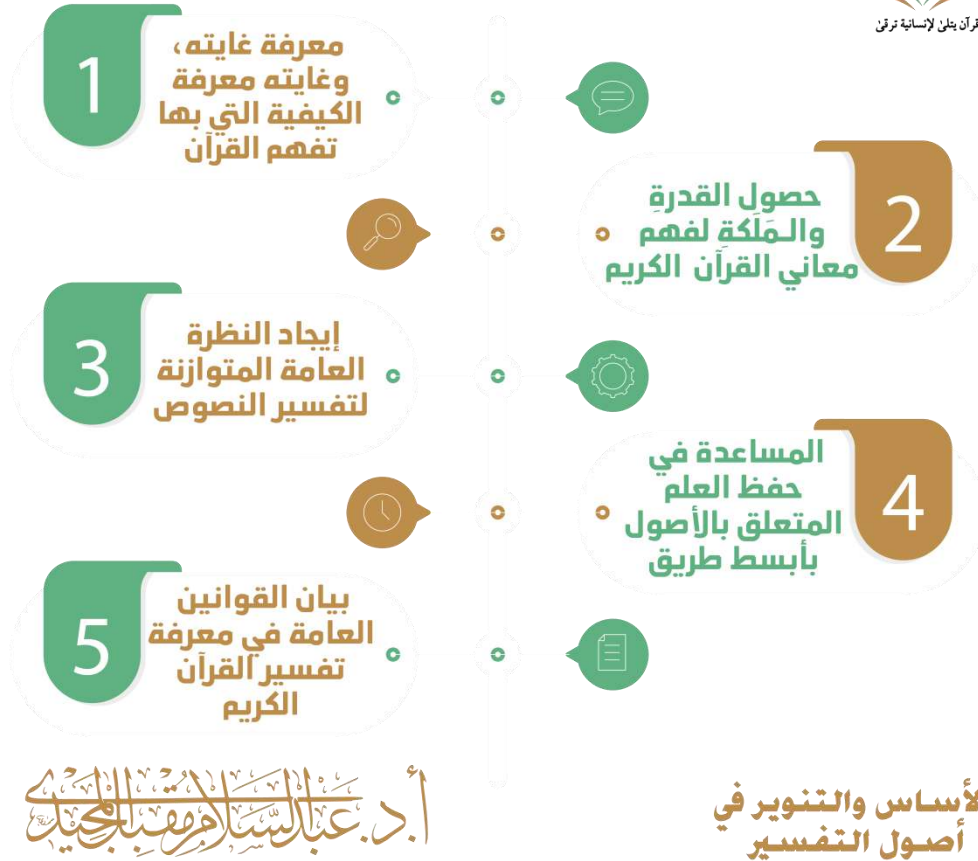 قرآن يتلىٰ لإنسانية ترقىٰ
1
معرفة غايته،
وغايته معرفة
الكيفية التي بها
تفهم القرآن
2
حصول القدرةِ
والـمَلَكةِ لفهم
معاني القرآن الكريم
3
إيجاد النظرة
العامة المتوازنة
لتفسير النصوص
4
المساعدة في
حفظ العلم
المتعلق بالأصول
بأبسط طريق
5
بيان القوانين
العامة في معرفة
تفسير القرآن
الكريم
أ.د. عبدالسلام مقبل المجيدي
لأساس والتنوير في
أصول التفسير